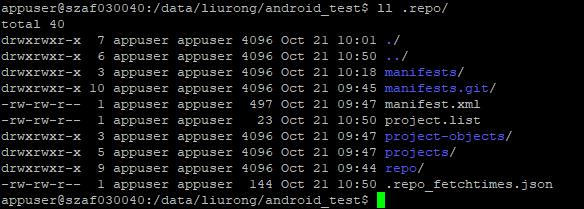 appuser@szaf030040:/data/liurong/android_test$ ll .repo/
total 40
drwxrwxr-x  7 appuser appuser 4096 Oct 21 10:01 ./
drwxrwxr-x  6 appuser appuser 4096 Oct 21 10:50 ../
drwxrwxr-x  3 appuser appuser 4096 Oct 21 10:18 manifests/
drwxrwxr-x 10 appuser appuser 4096 Oct 21 09:45 manifests.git/
-rw-rw-r--  1 appuser appuser  497 Oct 21 09:47 manifest.xml
-rw-rw-r--  1 appuser appuser   23 Oct 21 10:50 project.list
drwxrwxr-x  3 appuser appuser 4096 Oct 21 09:47 project-objects/
drwxrwxr-x  5 appuser appuser 4096 Oct 21 09:47 projects/
drwxrwxr-x  9 appuser appuser 4096 Oct 21 09:44 repo/
-rw-rw-r--  1 appuser appuser  144 Oct 21 10:50 .repo_fetchtimes.json
appuser@szaf030040:/data/liurong/android_test$